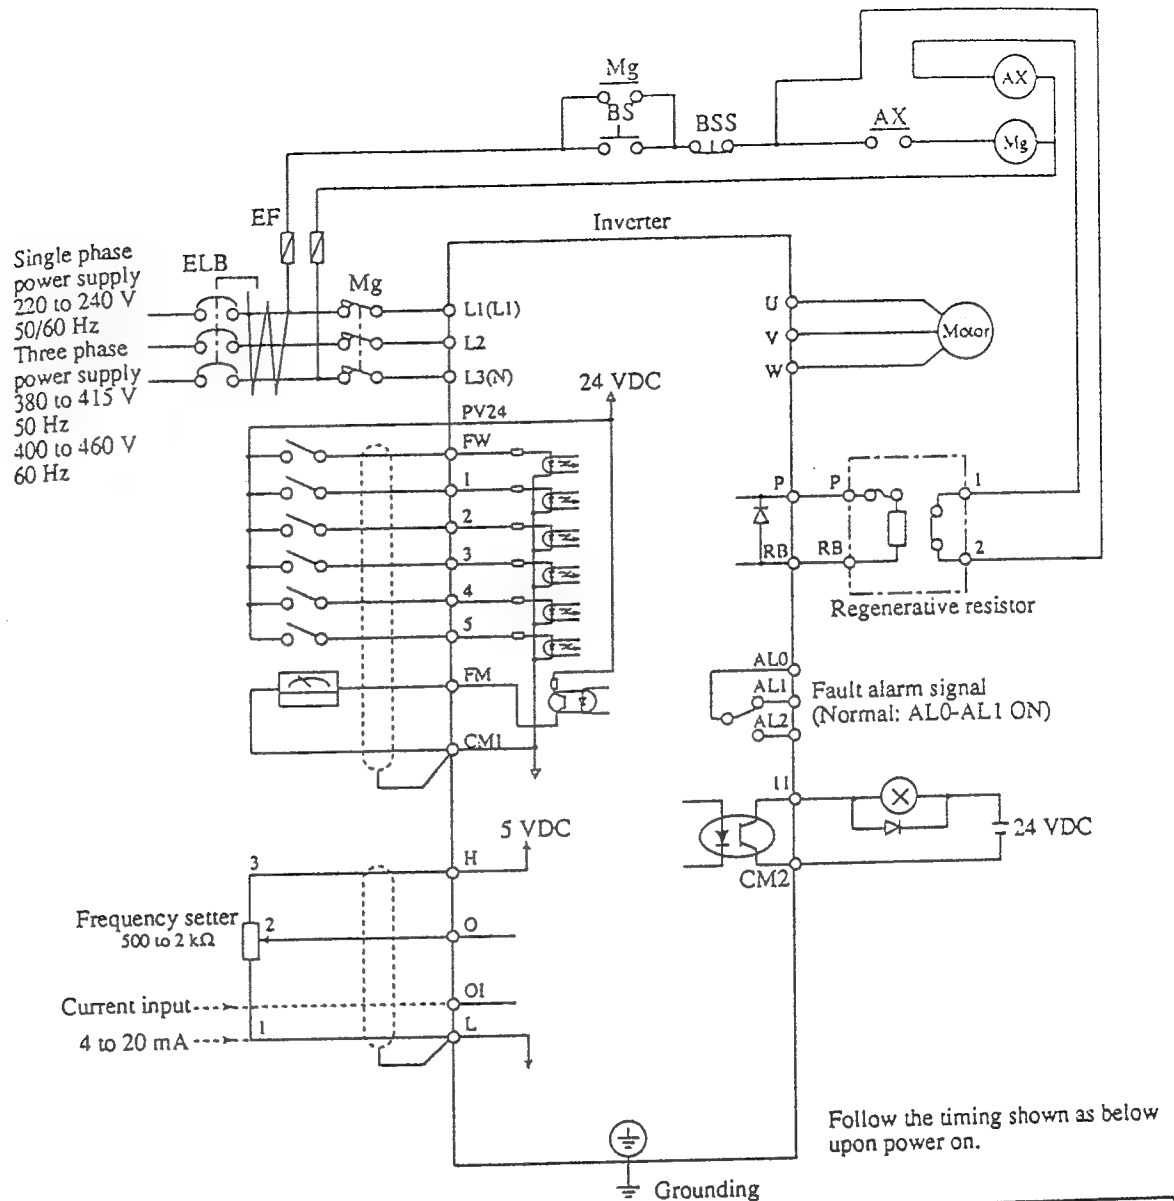 Mg
BS
BSS
AX
AX
Mg
EF
Inverter
Single phase
power supply
220 to 240 V
50/60 Hz
Three phase
power supply
380 to 415 V
50 Hz
400 to 460 V
60 Hz
ELB
Mg
L1(L1)
L2
L3(N)
U
V
W
Motor
24 VDC
PV24
FW
1
2
3
4
5
FM
CM1
P
P
1
RB
RB
2
Regenerative resistor
AL0
AL1
AL2
Fault alarm signal
(Normal: AL0-AL1 ON)
11
24 VDC
CM2
5 VDC
3
H
Frequency setter
500 to 2 kΩ
2
O
Current input
OI
4 to 20 mA
1
L
Follow the timing shown as below
upon power on.
Grounding